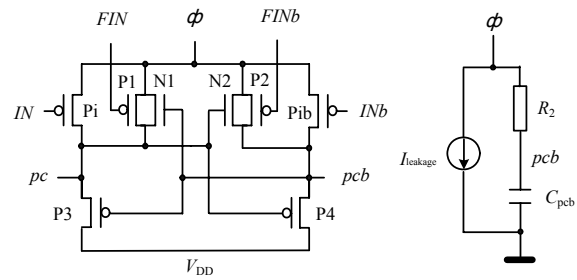 FIN ϕ FINb ϕ
P1 N1 N2 P2
IN Pi Pib INb R2
Ileakage pcb
pc pcb Cpcb
P3 P4
VDD